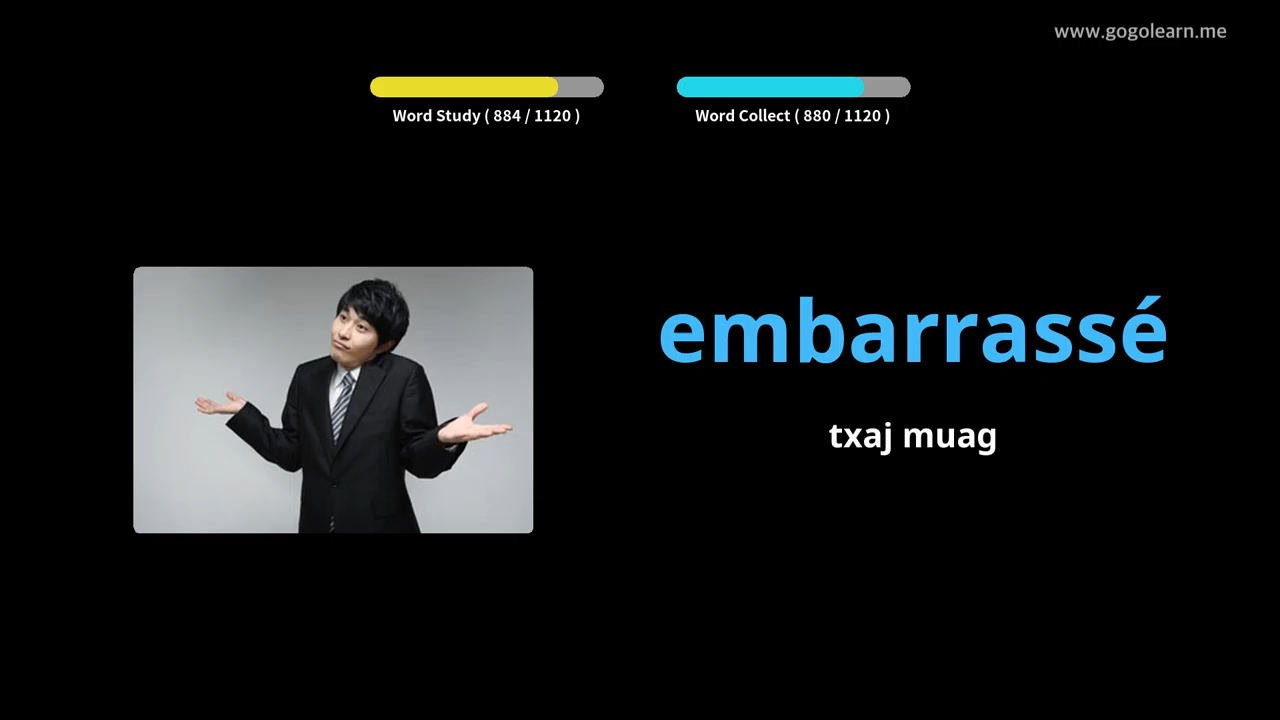 www.gogolearn.me
Word Study ( 884 / 1120 )
Word Collect ( 880 / 1120 )
embarrassé
txaj muag